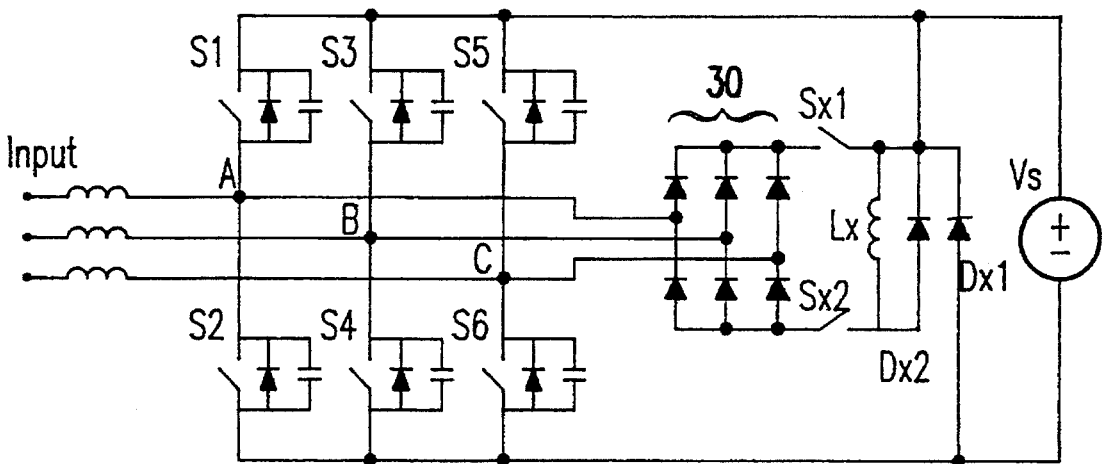 S1 S3 S5
30
Sx1
Input
A
Vs
B
Lx
+
−
C
Dx1
Sx2
S2 S4 S6
Dx2